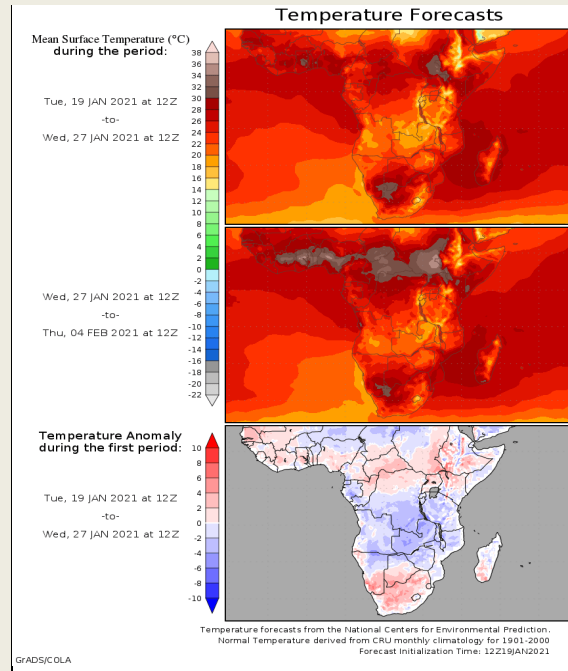 Temperature Forecasts
Mean Surface Temperature (°C)
during the period:
Tue, 19 JAN 2021 at 12Z
-to-
Wed, 27 JAN 2021 at 12Z
38
36
34
32
30
28
26
24
22
20
18
16
14
12
10
8
6
4
2
0
-2
-4
-6
-8
-10
-12
-14
-16
-18
-20
-22
Wed, 27 JAN 2021 at 12Z
-to-
Thu, 04 FEB 2021 at 12Z
Temperature Anomaly
during the first period:
Tue, 19 JAN 2021 at 12Z
-to-
Wed, 27 JAN 2021 at 12Z
10
8
6
4
2
0
-2
-4
-6
-8
-10
Temperature forecasts from the National Centers for Environmental Prediction.
Normal Temperature derived from CRU monthly climatology for 1901-2000
Forecast Initialization Time: 12Z19JAN2021
GrADS/COLA